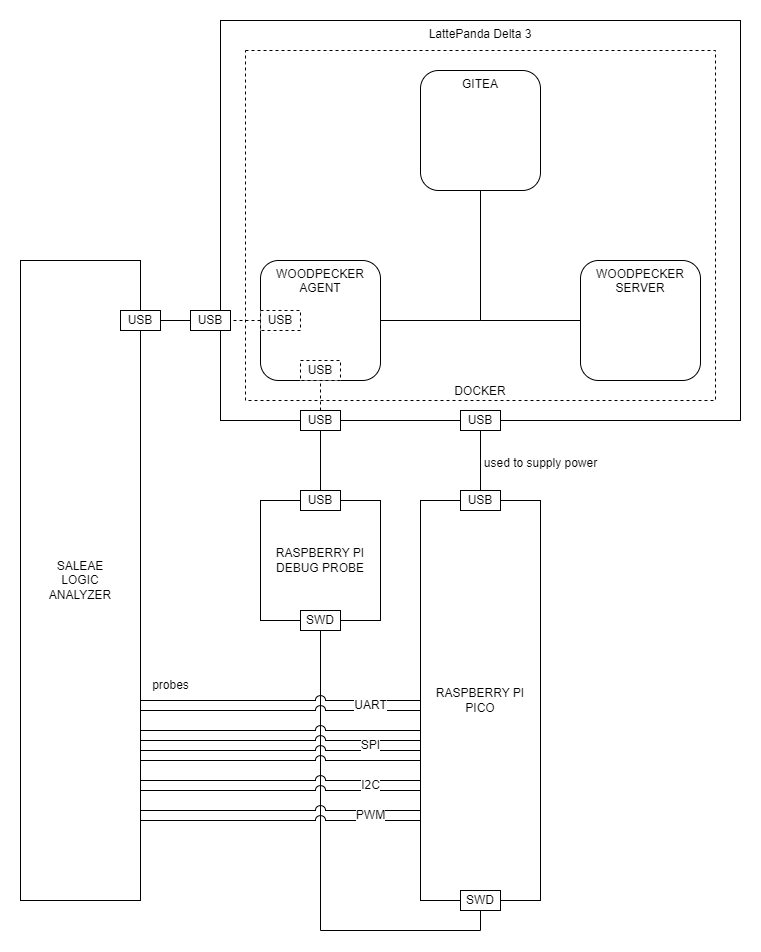 LattePanda Delta 3
GITEA
WOODPECKER
AGENT
WOODPECKER
SERVER
USB
USB
USB
USB
DOCKER
USB
USB
used to supply power
USB
USB
RASPBERRY PI
DEBUG PROBE
SALEAE
LOGIC
ANALYZER
SWD
probes
UART
RASPBERRY PI
PICO
SPI
I2C
PWM
SWD